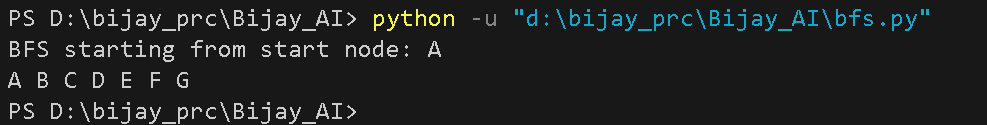 PS D:\bijay_prc\Bijay_AI> python -u "d:\bijay_prc\Bijay_AI\bfs.py"
BFS starting from start node: A
A B C D E F G
PS D:\bijay_prc\Bijay_AI>